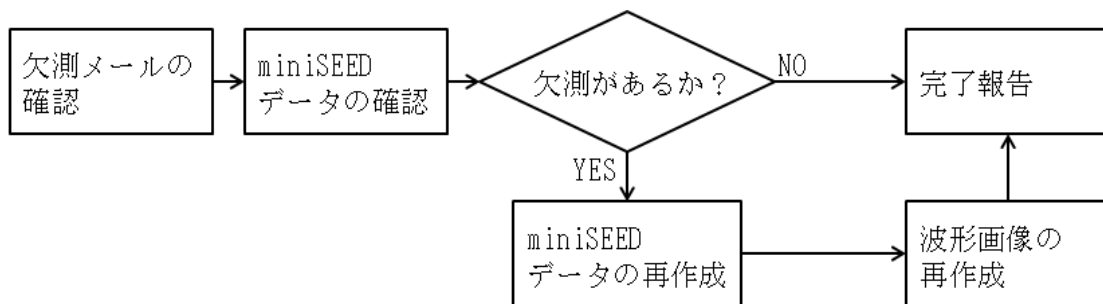 欠測メールの
確認
miniSEED
データの確認
欠測があるか？
NO
完了報告
YES
miniSEED
データの再作成
波形画像の
再作成